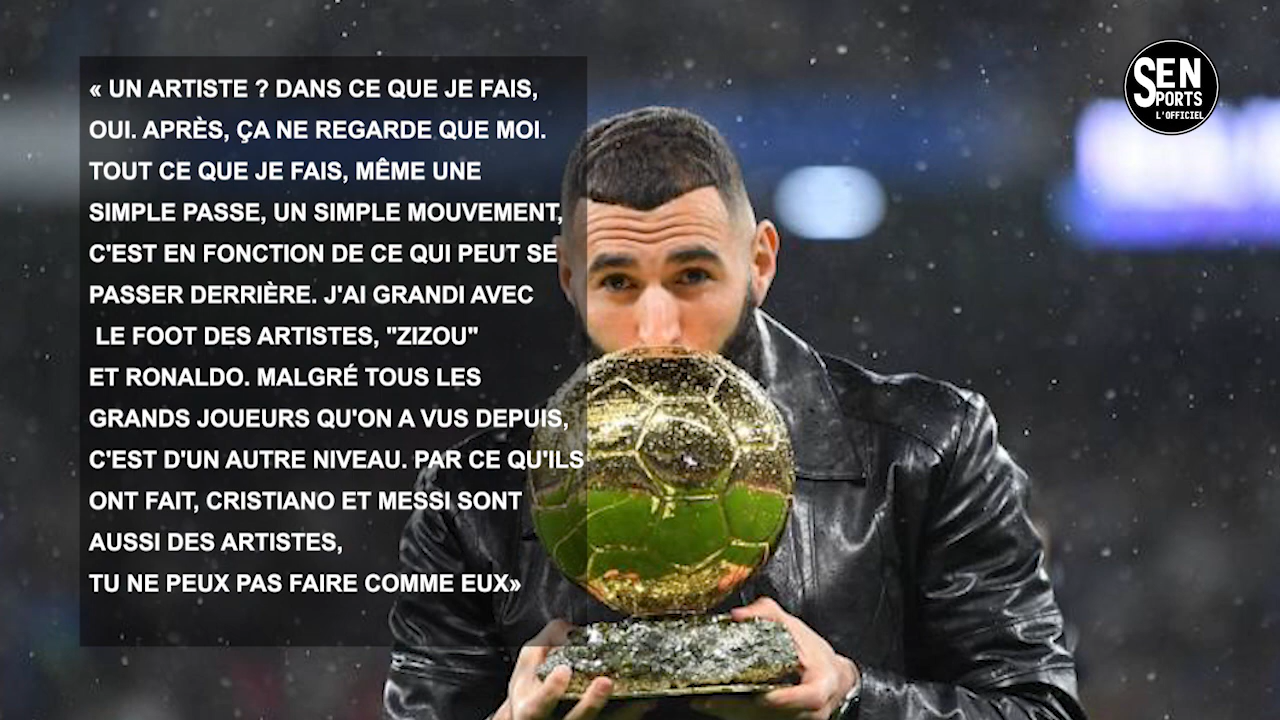 « UN ARTISTE ? DANS CE QUE JE FAIS,
OUI. APRÈS, ÇA NE REGARDE QUE MOI.
TOUT CE QUE JE FAIS, MÊME UNE
SIMPLE PASSE, UN SIMPLE MOUVEMENT,
C'EST EN FONCTION DE CE QUI PEUT SE
PASSER DERRIÈRE. J'AI GRANDI AVEC
LE FOOT DES ARTISTES, "ZIZOU"
ET RONALDO. MALGRÉ TOUS LES
GRANDS JOUEURS QU'ON A VUS DEPUIS,
C'EST D'UN AUTRE NIVEAU. PAR CE QU'ILS
ONT FAIT, CRISTIANO ET MESSI SONT
AUSSI DES ARTISTES,
TU NE PEUX PAS FAIRE COMME EUX»
SEN
SPORTS
L'OFFICIEL